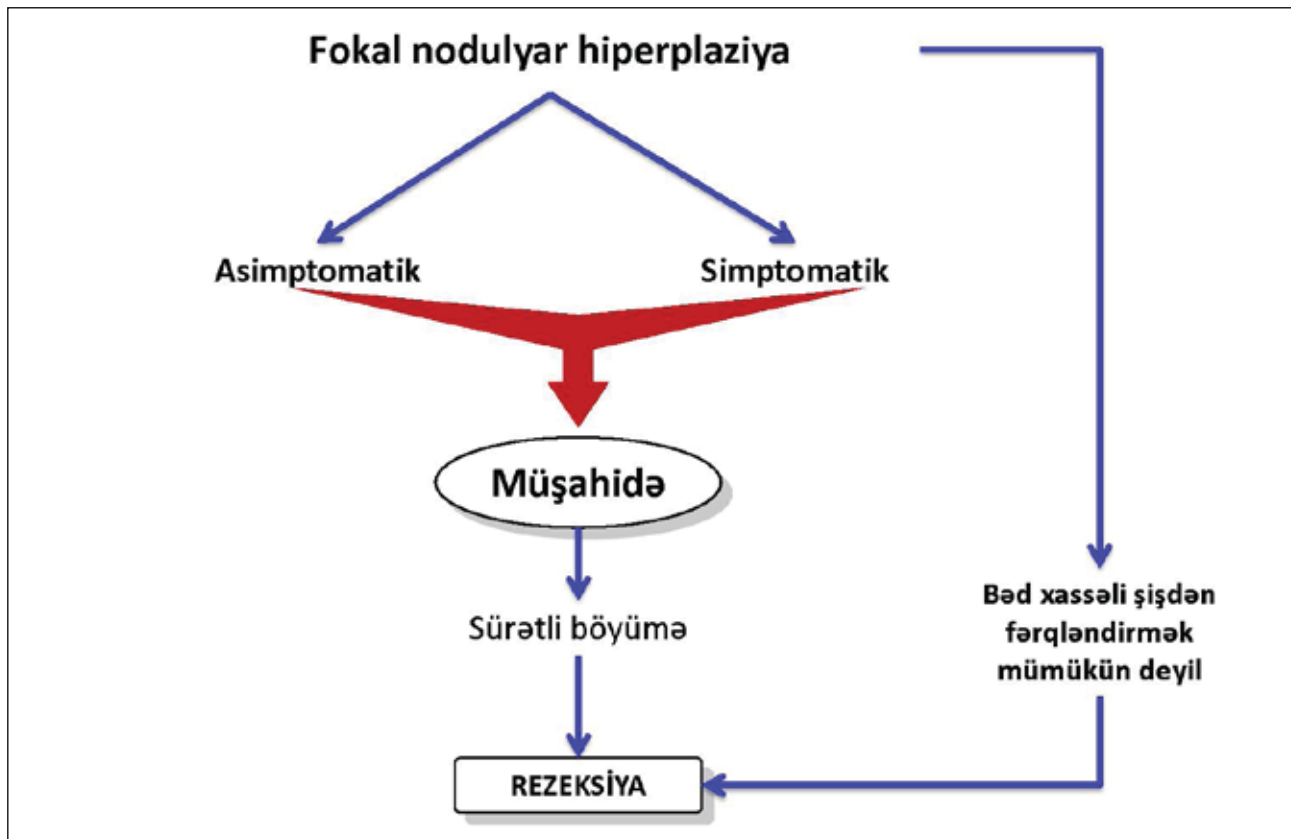 Fokal nodulyar hiperplaziya
Asimptomatik
Simptomatik
Müşahidə
Sürətli böyümə
Bəd xassəli şişdən
fərqləndirmək
mümükün deyil
REZEKSİYA